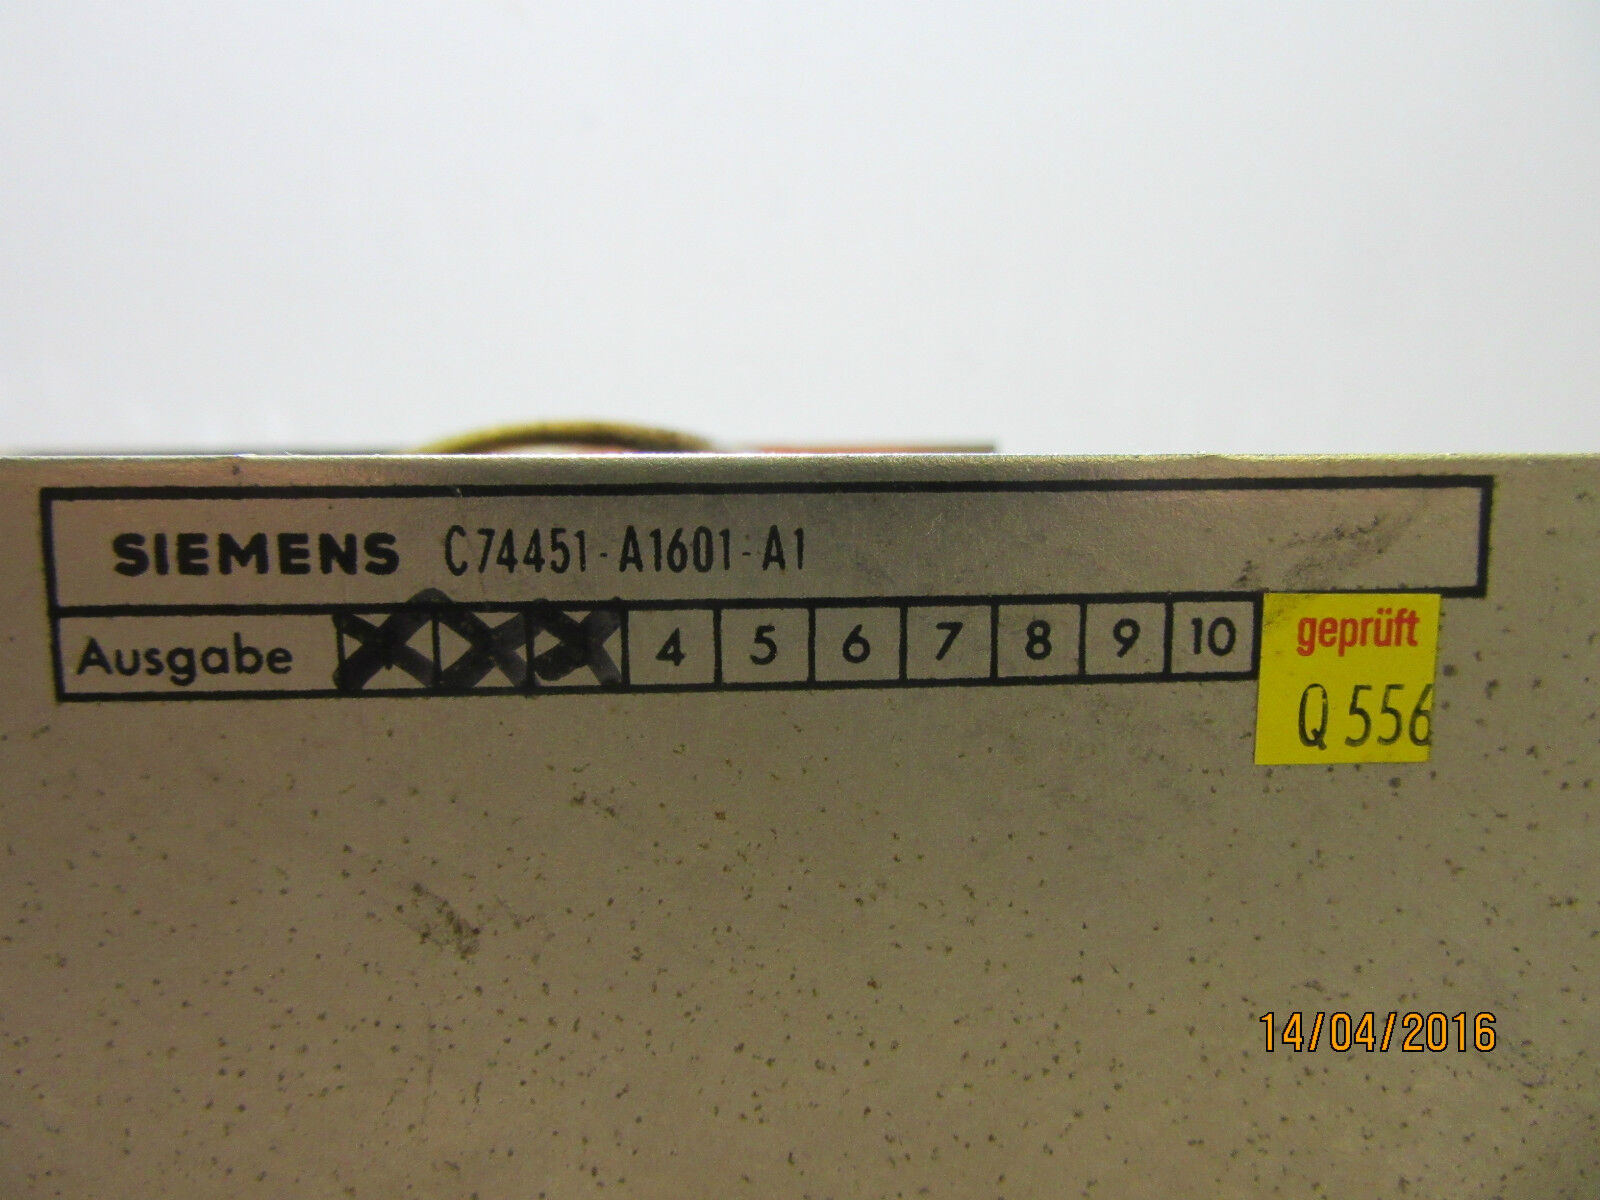 SIEMENS C74451-A1601-A1
Ausgabe 4 5 6 7 8 9 10
geprüft
Q 556
14/04/2016